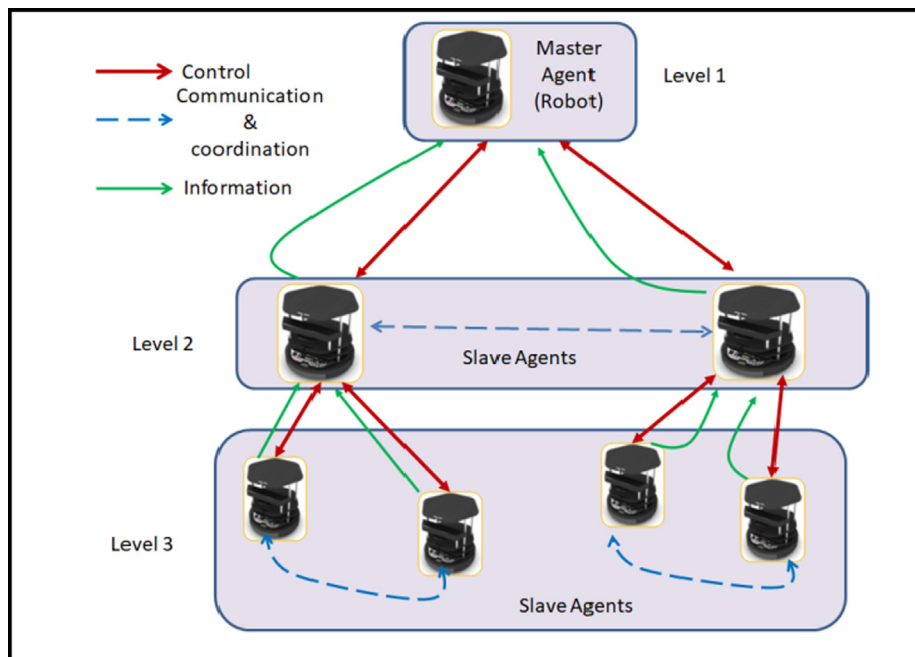 Control
Communication
&
coordination
Information
Master
Agent
(Robot)
Level 1
Level 2
Slave Agents
Level 3
Slave Agents